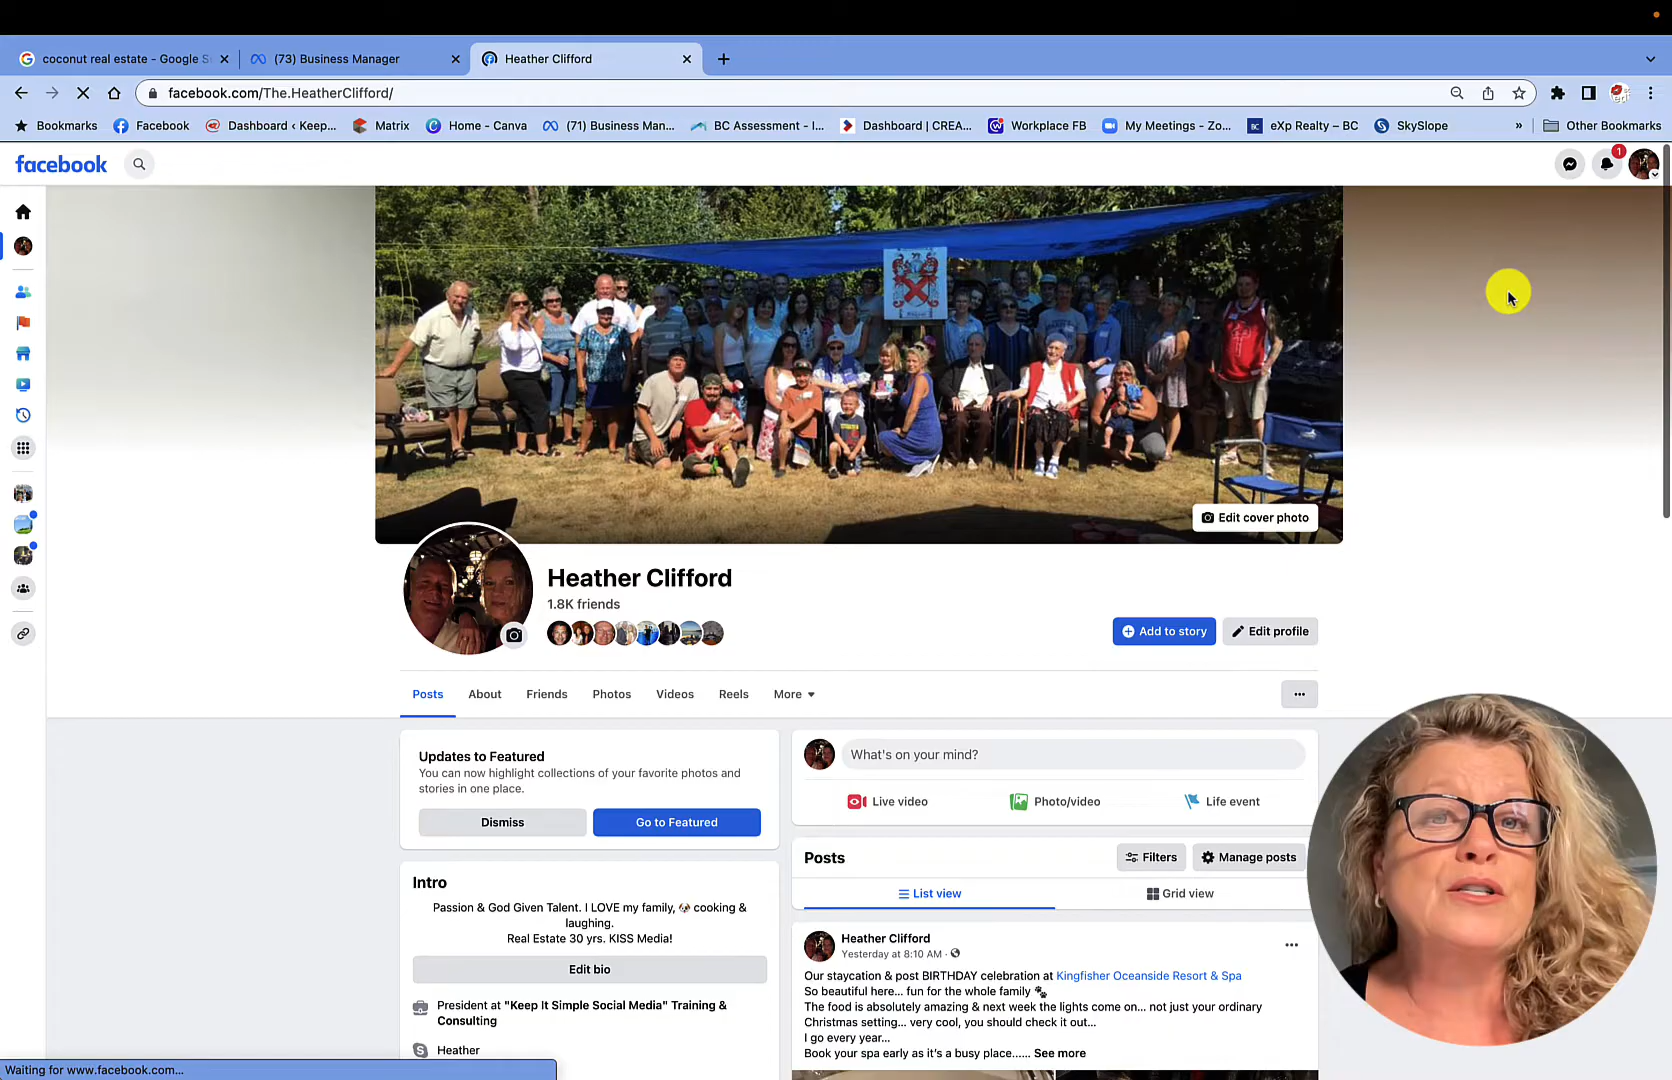 coconut real estate - Google S
(73) Business Manager
Heather Clifford
facebook.com/The.HeatherClifford/
Bookmarks
Facebook
Dashboard ‹ Keep...
Matrix
Home - Canva
(71) Business Man...
BC Assessment - I...
Dashboard | CREA...
Workplace FB
My Meetings - Zo...
eXp Realty – BC
SkySlope
»
Other Bookmarks
facebook
1
Edit cover photo
Heather Clifford
1.8K friends
Add to story
Edit profile
Posts
About
Friends
Photos
Videos
Reels
More
Updates to Featured
You can now highlight collections of your favorite photos and
stories in one place.
Dismiss
Go to Featured
Intro
Passion & God Given Talent. I LOVE my family, 🐶 cooking &
laughing.
Real Estate 30 yrs. KISS Media!
Edit bio
President at "Keep It Simple Social Media" Training &
Consulting
Heather
What's on your mind?
Live video
Photo/video
Life event
Posts
Filters
Manage posts
List view
Grid view
Heather Clifford
Yesterday at 8:10 AM ·
Our staycation & post BIRTHDAY celebration at Kingfisher Oceanside Resort & Spa
So beautiful here... fun for the whole family 🐾
The food is absolutely amazing & next week the lights come on... not just your ordinary
Christmas setting... very cool, you should check it out...
I go every year...
Book your spa early as it's a busy place...... See more
Waiting for www.facebook.com...